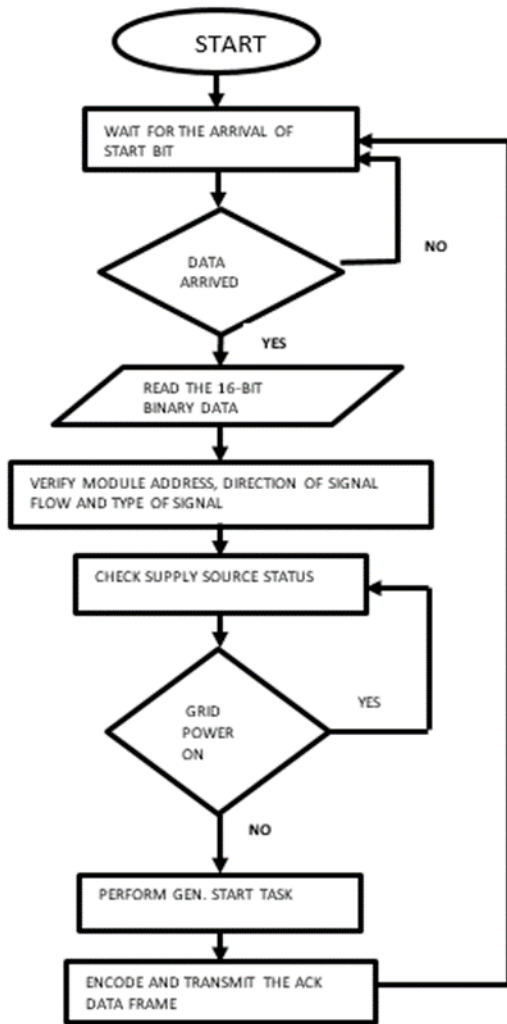 START
WAIT FOR THE ARRIVAL OF
START BIT
DATA
ARRIVED
NO
YES
READ THE 16-BIT
BINARY DATA
VERIFY MODULE ADDRESS, DIRECTION OF SIGNAL
FLOW AND TYPE OF SIGNAL
CHECK SUPPLY SOURCE STATUS
GRID
POWER
ON
YES
NO
PERFORM GEN. START TASK
ENCODE AND TRANSMIT THE ACK
DATA FRAME